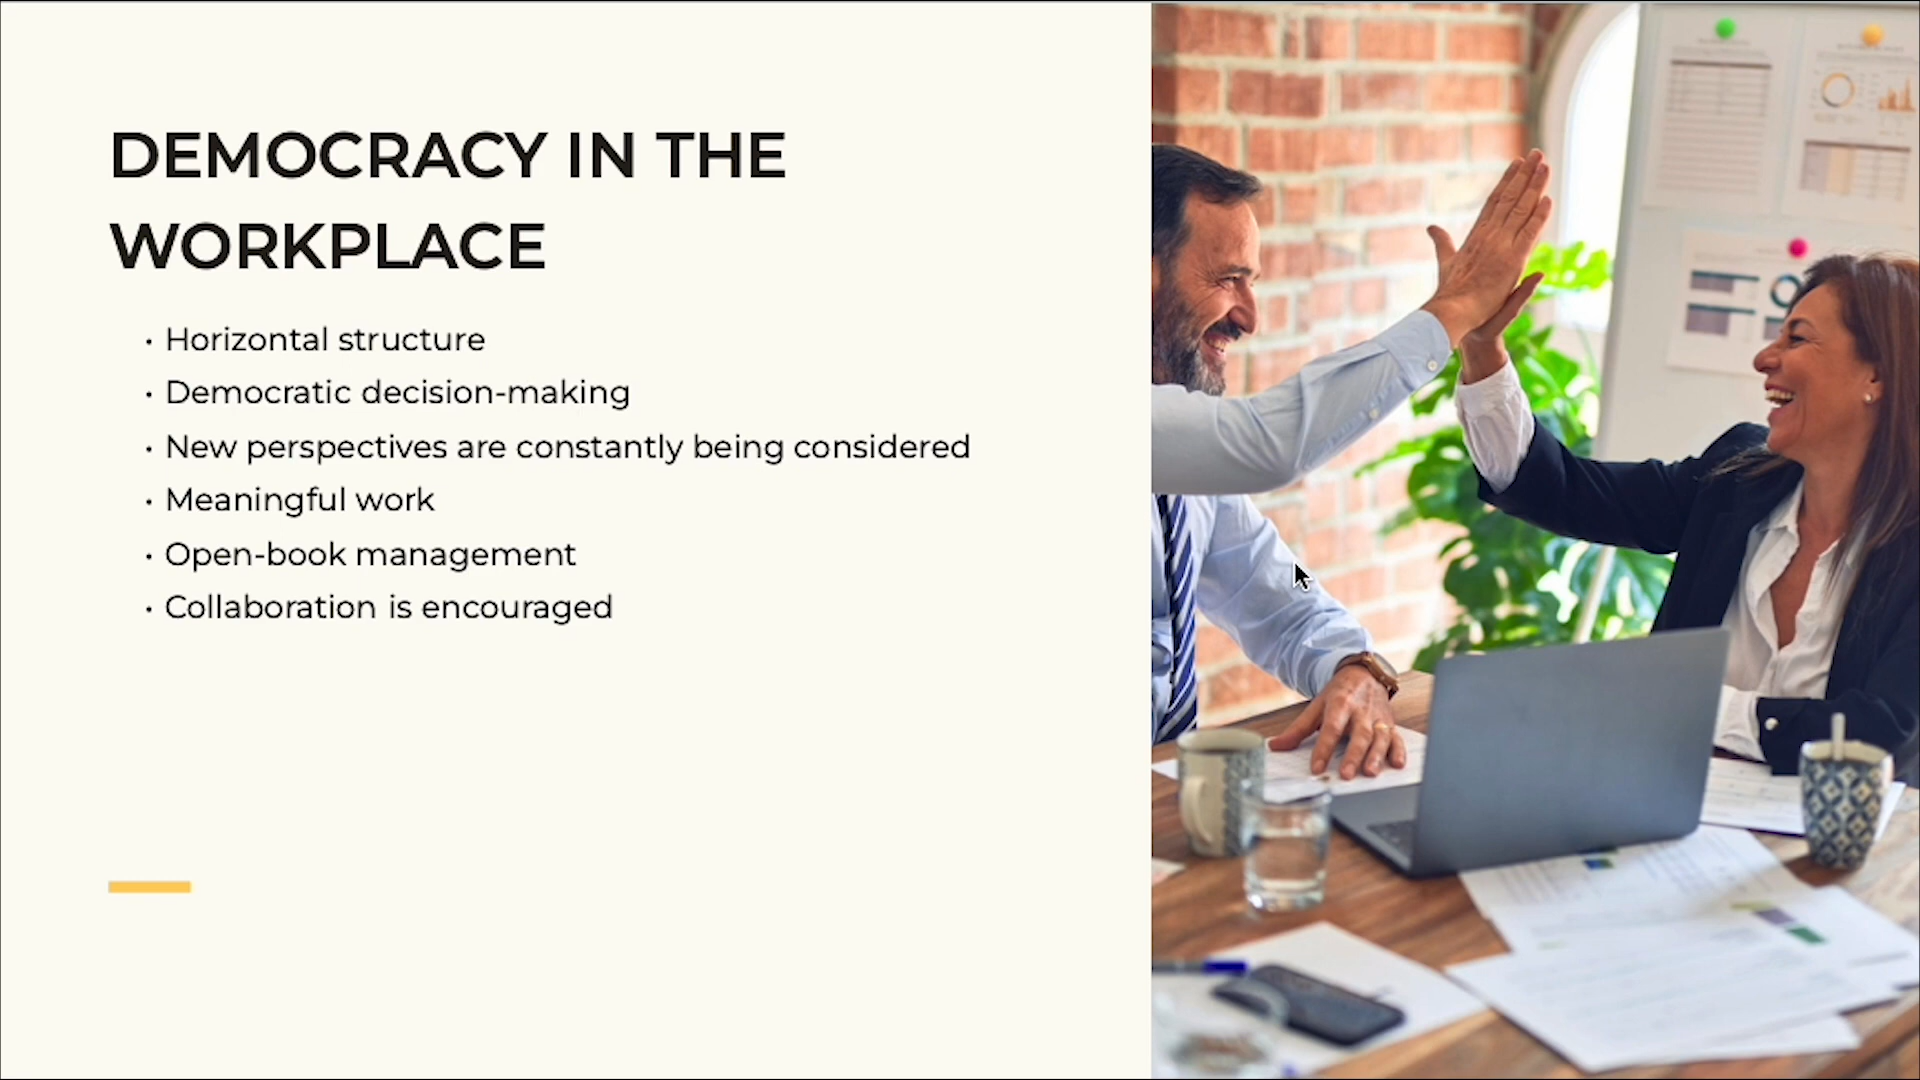 DEMOCRACY IN THE
WORKPLACE
• Horizontal structure
• Democratic decision-making
• New perspectives are constantly being considered
• Meaningful work
• Open-book management
• Collaboration is encouraged